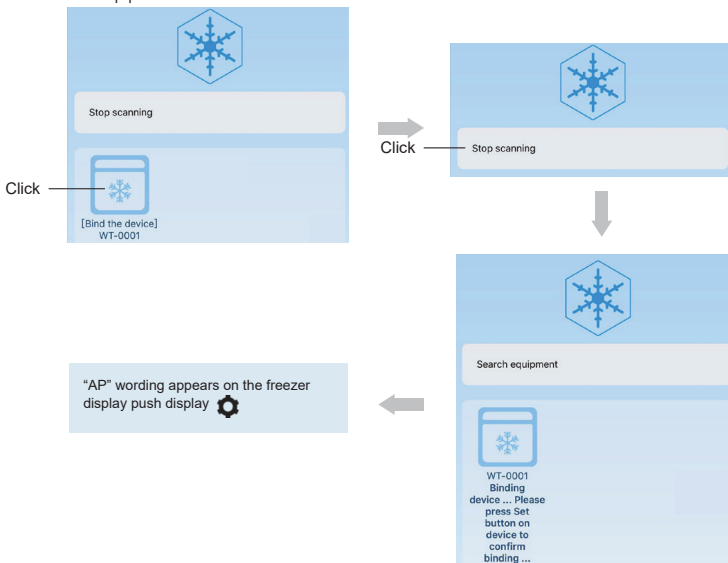 Stop scanning
Click
[Bind the device]
WT-0001
Click
Stop scanning
Search equipment
WT-0001
Binding
device ... Please
press Set
button on
device to
confirm
binding ...
“AP” wording appears on the freezer
display push display